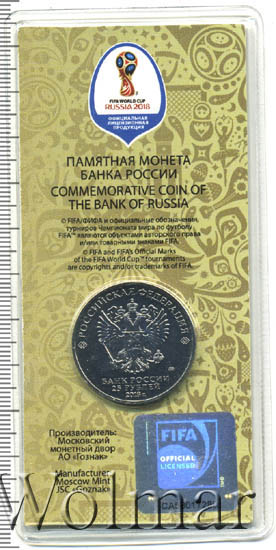 FIFA WORLD CUP
RUSSIA 2018
ОФИЦИАЛЬНАЯ
ЛИЦЕНЗИОННАЯ
ПРОДУКЦИЯ
ПАМЯТНАЯ МОНЕТА
БАНКА РОССИИ
COMMEMORATIVE COIN OF
THE BANK OF RUSSIA
© FIFA/ФИФА и официальные обозначения
турниров Чемпионата мира по футболу
FIFA™ являются объектами авторского права
и/или товарными знаками FIFA.
© FIFA and FIFA's Official Marks
of the FIFA World Cup™ tournaments
are copyrights and/or trademarks of FIFA.
РОССИЙСКАЯ ФЕДЕРАЦИЯ
БАНК РОССИИ
25 РУБЛЕЙ
2018 г.
Производитель:
Московский
монетный двор
АО «Гознак»
Manufacturer:
Moscow Mint
JSC «Goznak»
FIFA
OFFICIAL
LICENSED
Wolmar